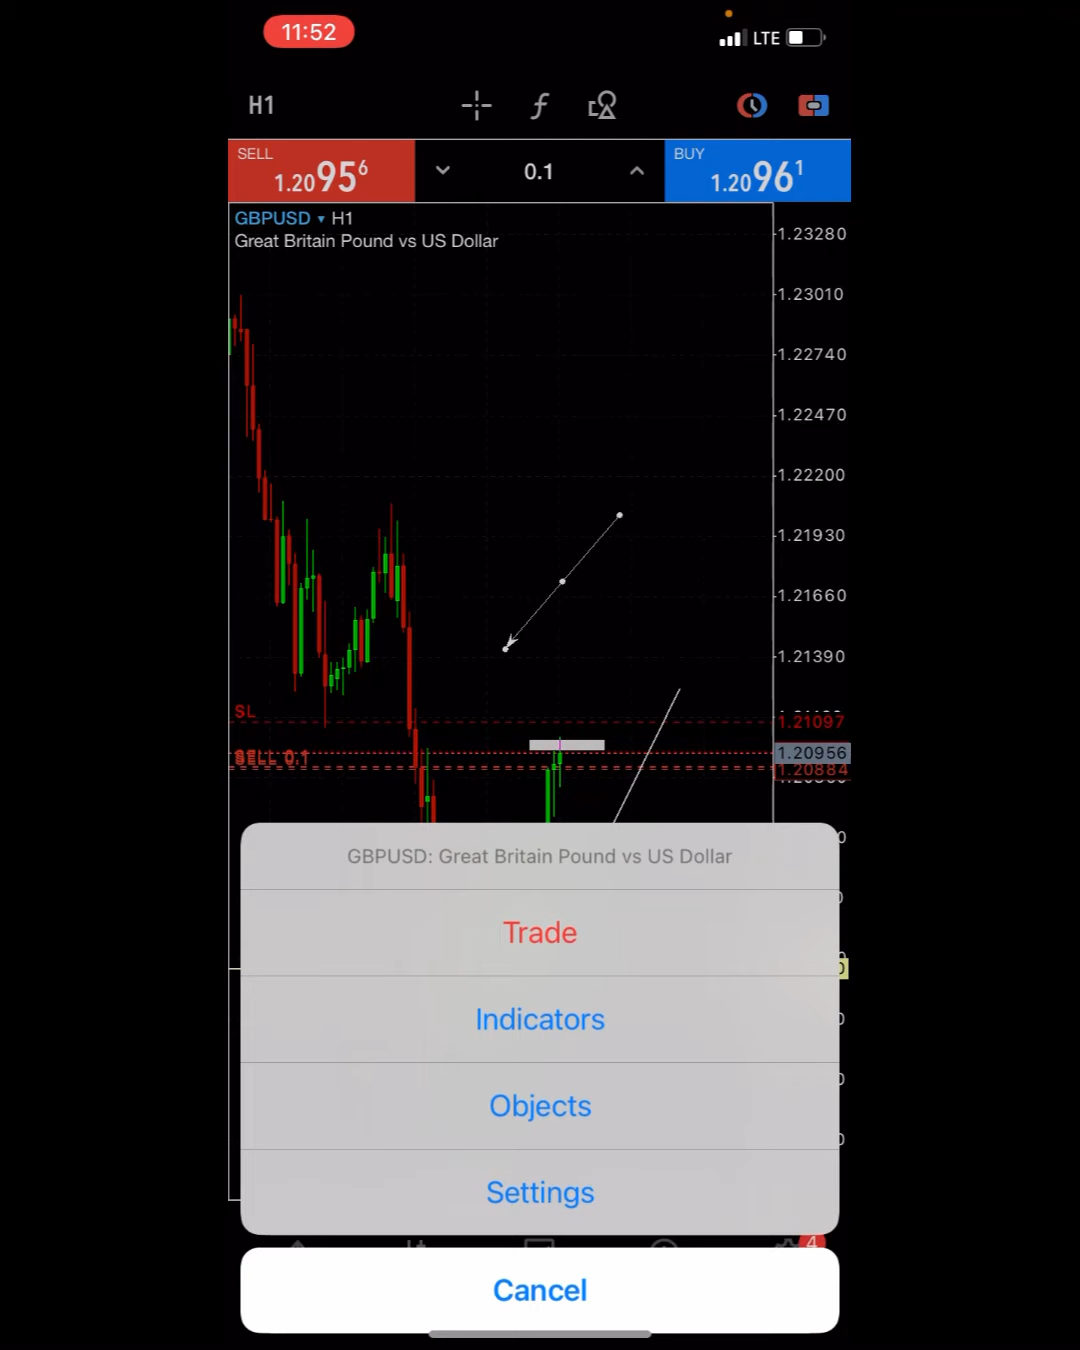 11:52
LTE
H1
SELL
1.20956
0.1
BUY
1.20961
GBPUSD H1
Great Britain Pound vs US Dollar
1.23280
1.23010
1.22740
1.22470
1.22200
1.21930
1.21660
1.21390
SL
1.21097
1.20956
SELL 0.1
1.20884
GBPUSD: Great Britain Pound vs US Dollar
Trade
Indicators
Objects
Settings
4
Cancel